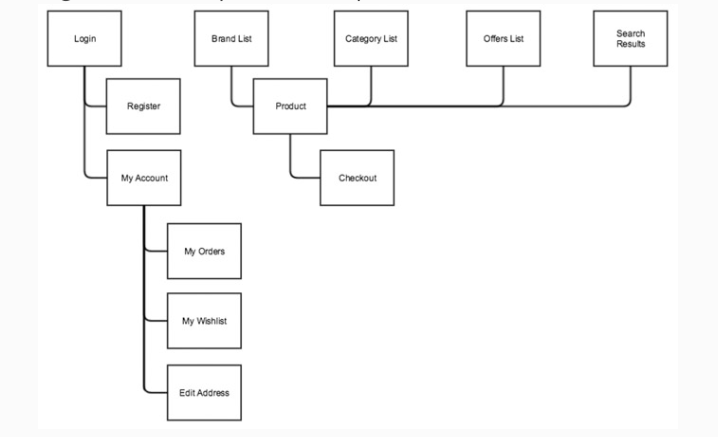 Login
Brand List
Category List
Offers List
Search
Results
Register
Product
My Account
Checkout
My Orders
My Wishlist
Edit Address